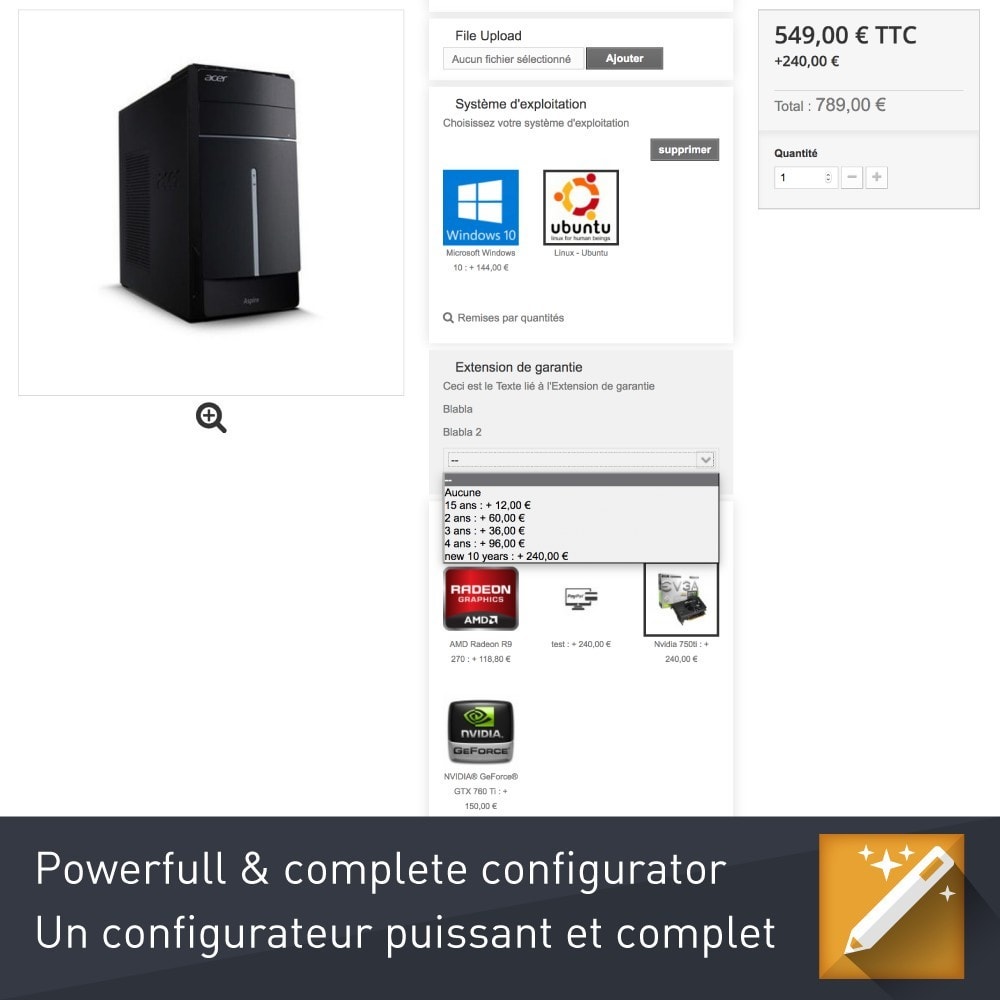 acer
Aspire
File Upload
Aucun fichier sélectionné
Ajouter
Système d'exploitation
Choisissez votre système d'exploitation
supprimer
Windows 10
ubuntu
linux for human beings
Microsoft Windows
10 : + 144,00 €
Linux - Ubuntu
Remises par quantités
Extension de garantie
Ceci est le Texte lié à l'Extension de garantie
Blabla
Blabla 2
--
--
Aucune
15 ans : + 12,00 €
2 ans : + 60,00 €
3 ans : + 36,00 €
4 ans : + 96,00 €
new 10 years : + 240,00 €
RADEON
GRAPHICS
AMD
PayPal
EVGA
AMD Radeon R9
270 : + 118,80 €
test : + 240,00 €
Nvidia 750ti : +
240,00 €
NVIDIA.
GEFORCE
NVIDIA® GeForce®
GTX 760 Ti : +
150,00 €
549,00 € TTC
+240,00 €
Total : 789,00 €
Quantité
1
Powerfull & complete configurator
Un configurateur puissant et complet